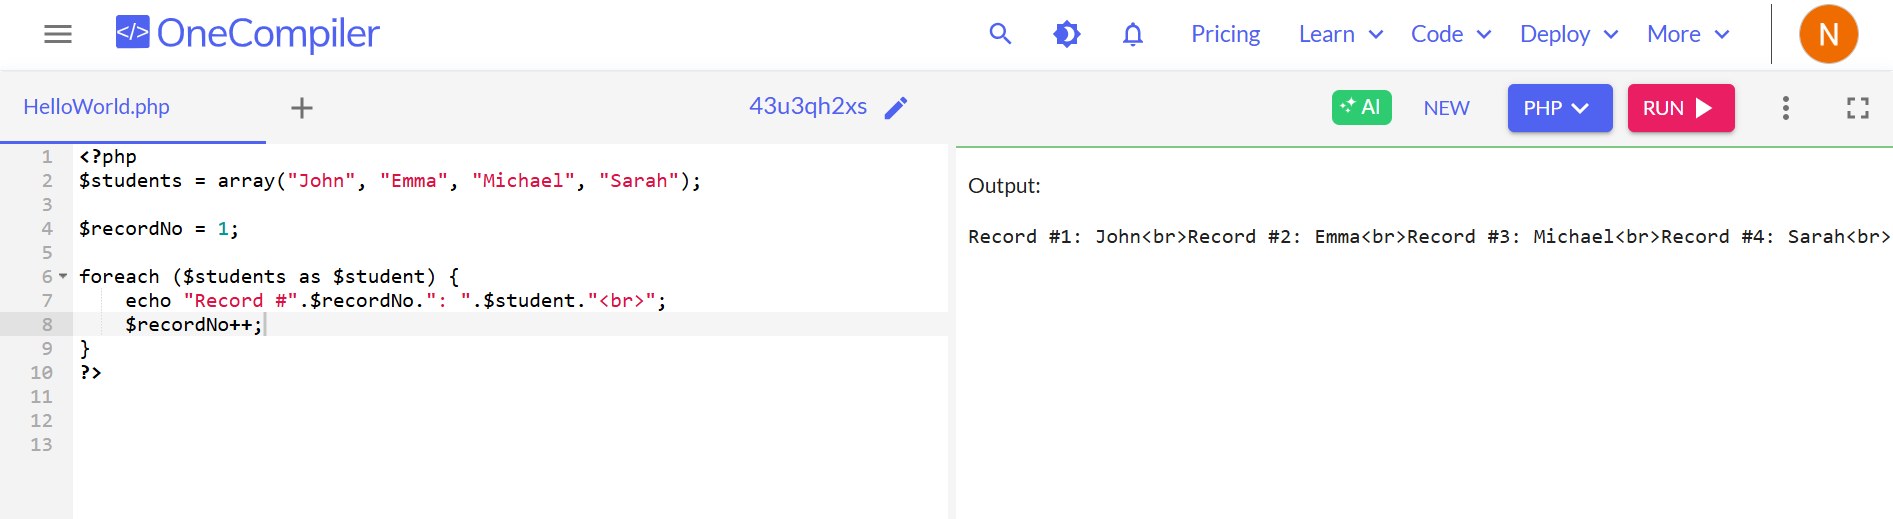 </> OneCompiler Pricing Learn Code Deploy More N
HelloWorld.php + 43u3qh2xs AI NEW PHP RUN
1 <?php
2 $students = array("John", "Emma", "Michael", "Sarah");
3
4 $recordNo = 1;
5
6 foreach ($students as $student) {
7     echo "Record #".$recordNo.": ".$student."<br>";
8     $recordNo++;
9 }
10 ?>
11
12
13
Output:
Record #1: John<br>Record #2: Emma<br>Record #3: Michael<br>Record #4: Sarah<br>